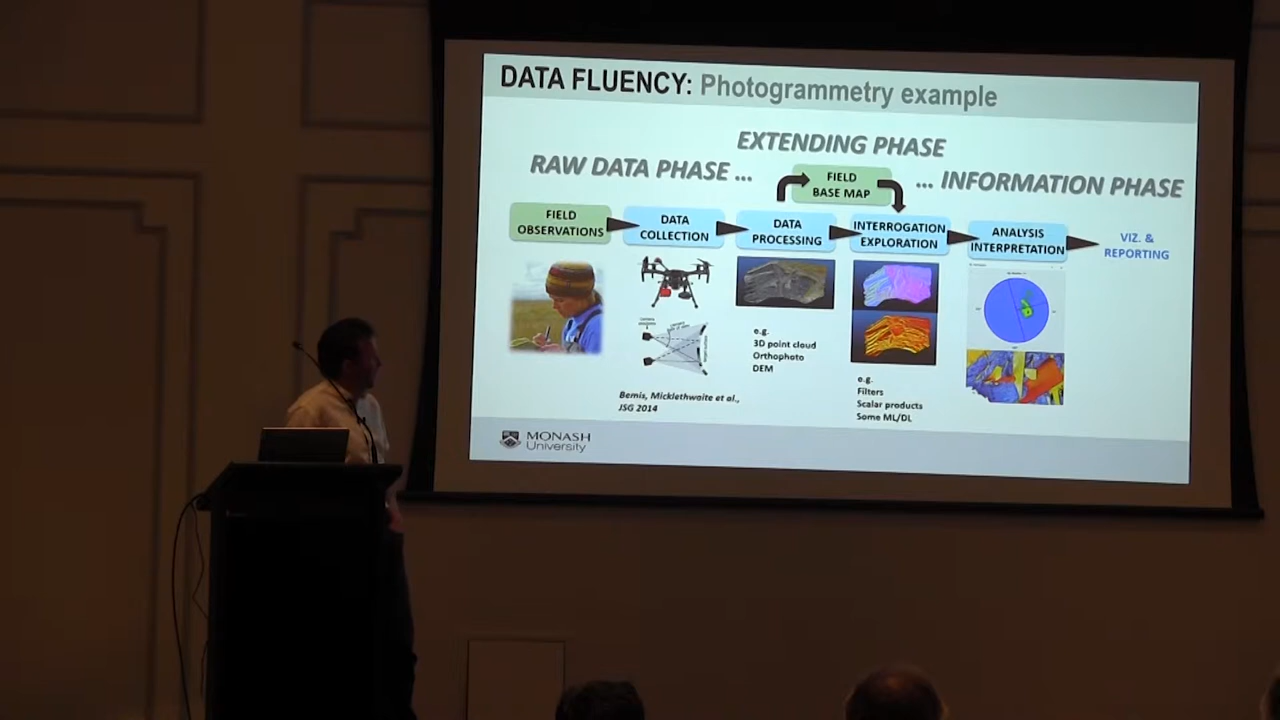 DATA FLUENCY: Photogrammetry example
EXTENDING PHASE
RAW DATA PHASE ...
... INFORMATION PHASE
FIELD
BASE MAP
FIELD
OBSERVATIONS
DATA
COLLECTION
DATA
PROCESSING
INTERROGATION
EXPLORATION
ANALYSIS
INTERPRETATION
VIZ. &
REPORTING
e.g.
3D point cloud
Orthophoto
DEM
e.g.
Filters
Scalar products
Some ML/DL
Bemis, Micklethwaite et al.,
JSG 2014
MONASH
University